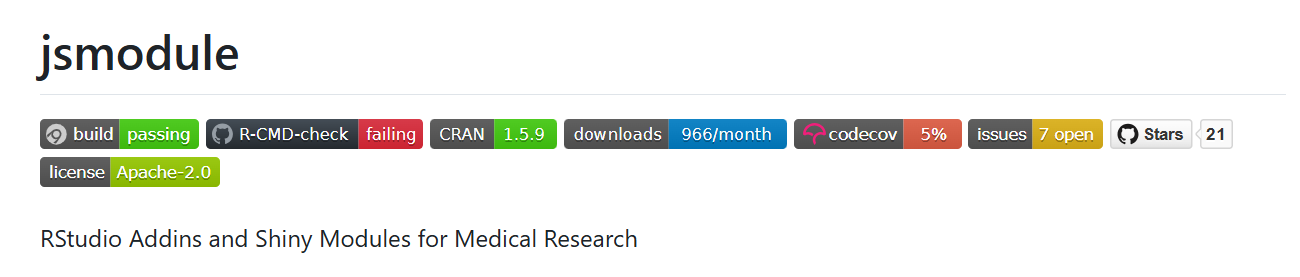 jsmodule
build passing R-CMD-check failing CRAN 1.5.9 downloads 966/month codecov 5% issues 7 open Stars 21
license Apache-2.0
RStudio Addins and Shiny Modules for Medical Research